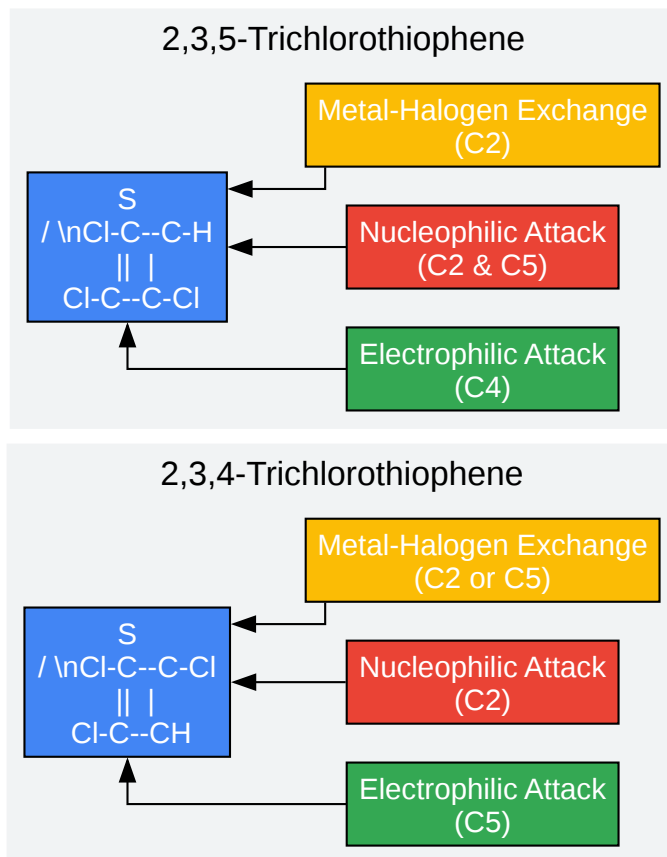 2,3,5-Trichlorothiophene
Metal-Halogen Exchange
(C2)
S
/ \nCl-C--C-H
|| |
Cl-C--C-Cl
Nucleophilic Attack
(C2 & C5)
Electrophilic Attack
(C4)
2,3,4-Trichlorothiophene
Metal-Halogen Exchange
(C2 or C5)
S
/ \nCl-C--C-Cl
|| |
Cl-C--CH
Nucleophilic Attack
(C2)
Electrophilic Attack
(C5)